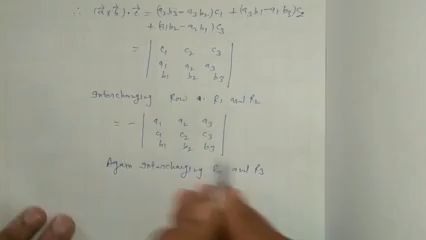 ∴ (a⃗ × b⃗) · c⃗ = (a₂b₃ - a₃b₂)c₁ + (a₃b₁ - a₁b₃)c₂
+ (a₁b₂ - a₂b₁)c₃
= | c₁ c₂ c₃
a₁ a₂ a₃
b₁ b₂ b₃ |
Interchanging Row R₁ and R₂
= - | a₁ a₂ a₃
c₁ c₂ c₃
b₁ b₂ b₃ |
Again interchanging and R₃